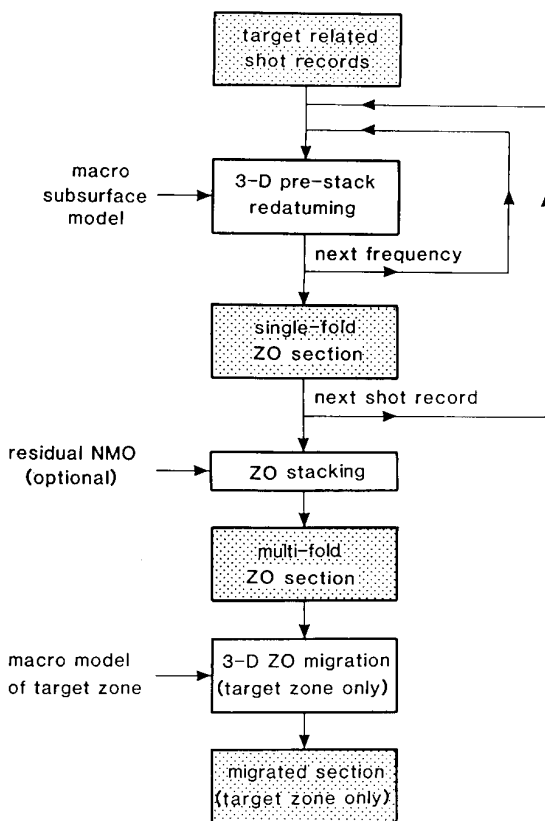 target related
shot records
macro
subsurface
model
3-D pre-stack
redatuming
next frequency
single-fold
ZO section
next shot record
residual NMO
(optional)
ZO stacking
multi-fold
ZO section
macro model
of target zone
3-D ZO migration
(target zone only)
migrated section
(target zone only)